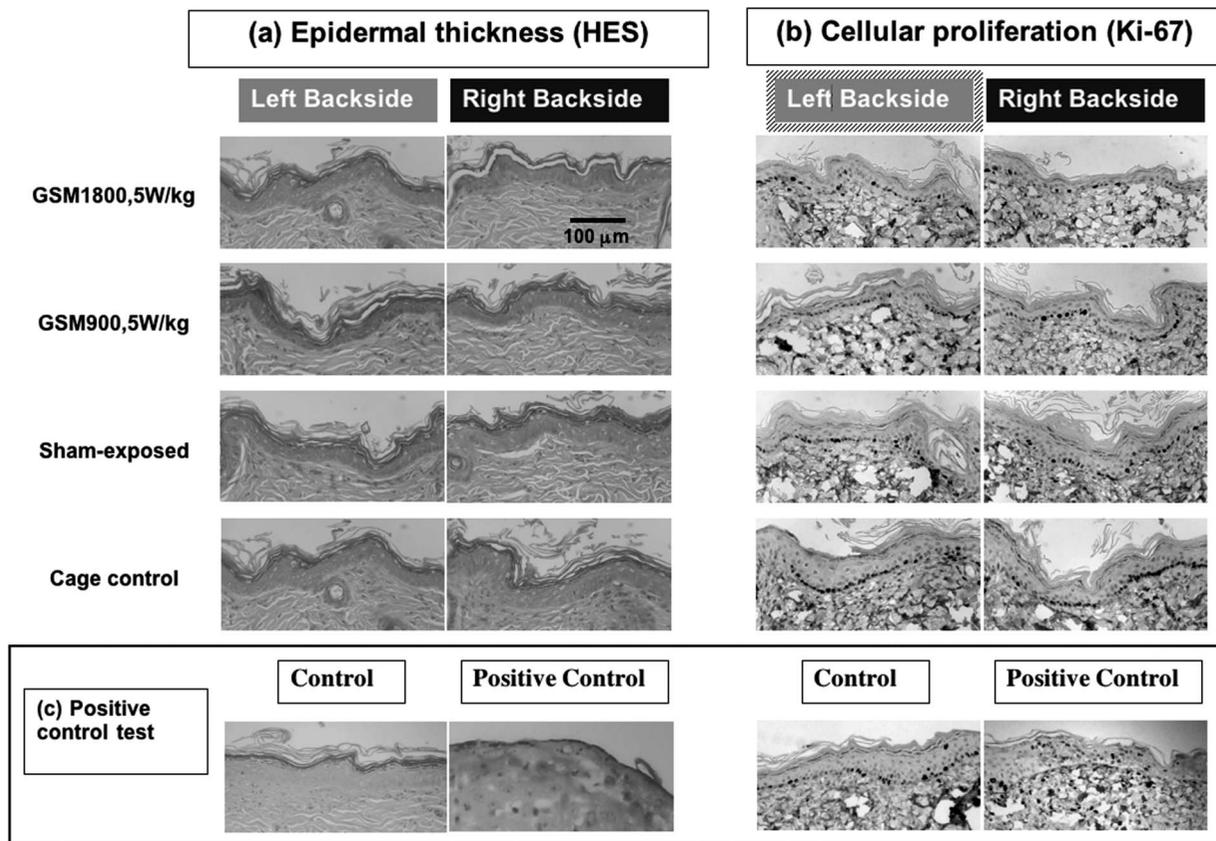 (a) Epidermal thickness (HES)
(b) Cellular proliferation (Ki-67)
Left Backside
Right Backside
Left Backside
Right Backside
GSM1800,5W/kg
100 μm
GSM900,5W/kg
Sham-exposed
Cage control
(c) Positive
control test
Control
Positive Control
Control
Positive Control